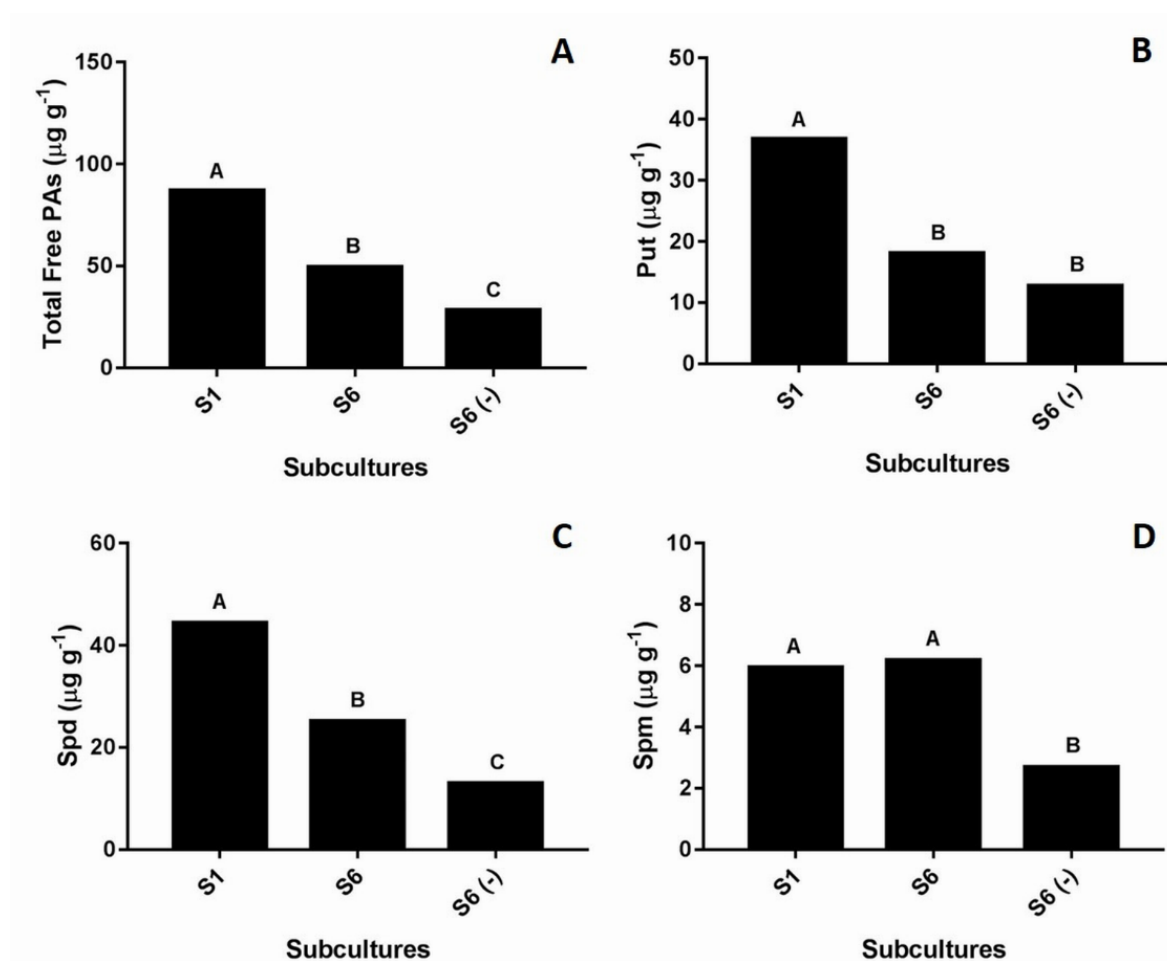 A
Total Free PAs (µg g⁻¹)
150
100
50
0
A
B
C
S1
S6
S6 (-)
Subcultures
B
Put (µg g⁻¹)
50
40
30
20
10
0
A
B
B
S1
S6
S6 (-)
Subcultures
C
Spd (µg g⁻¹)
60
40
20
0
A
B
C
S1
S6
S6 (-)
Subcultures
D
Spm (µg g⁻¹)
10
8
6
4
2
0
A
A
B
S1
S6
S6 (-)
Subcultures